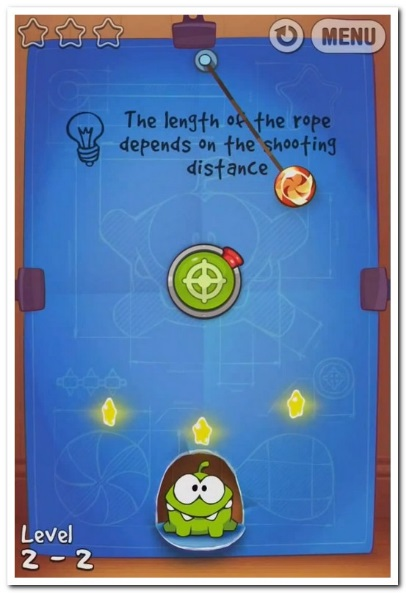 MENU
The length of the rope
depends on the shooting
distance
Level
2 - 2